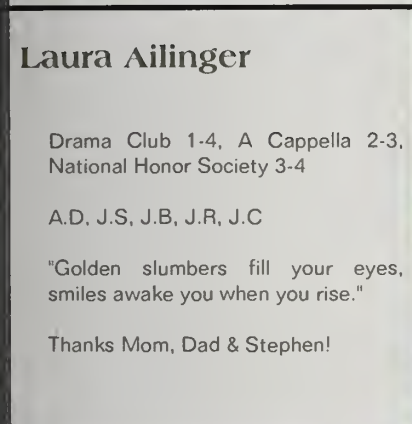 Laura Ailinger
Drama Club 1-4, A Cappella 2-3,
National Honor Society 3-4
A.D, J.S, J.B, J.R, J.C
"Golden slumbers fill your eyes,
smiles awake you when you rise."
Thanks Mom, Dad & Stephen!